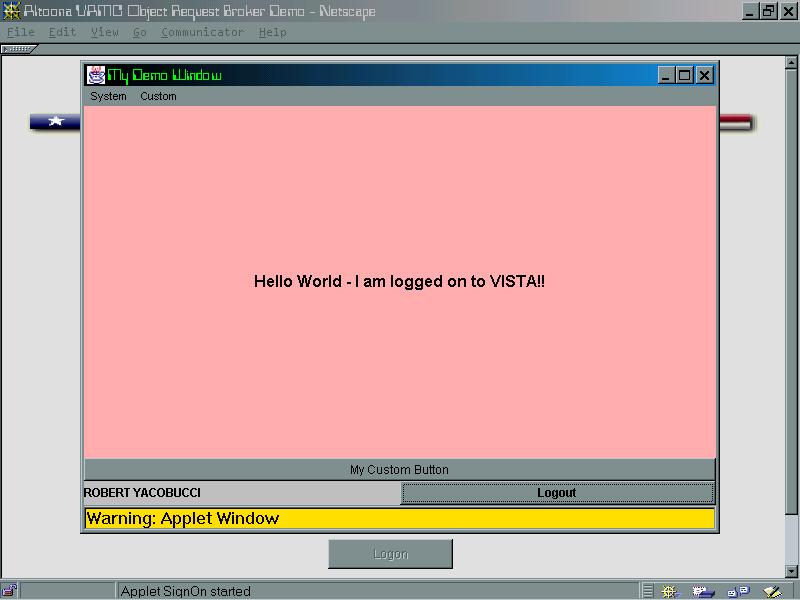 Altoona VAMC Object Request Broker Demo - Netscape
File Edit View Go Communicator Help
My Demo Window
System Custom
Hello World - I am logged on to VISTA!!
My Custom Button
ROBERT YACOBUCCI Logout
Warning: Applet Window
Logon
Applet SignOn started